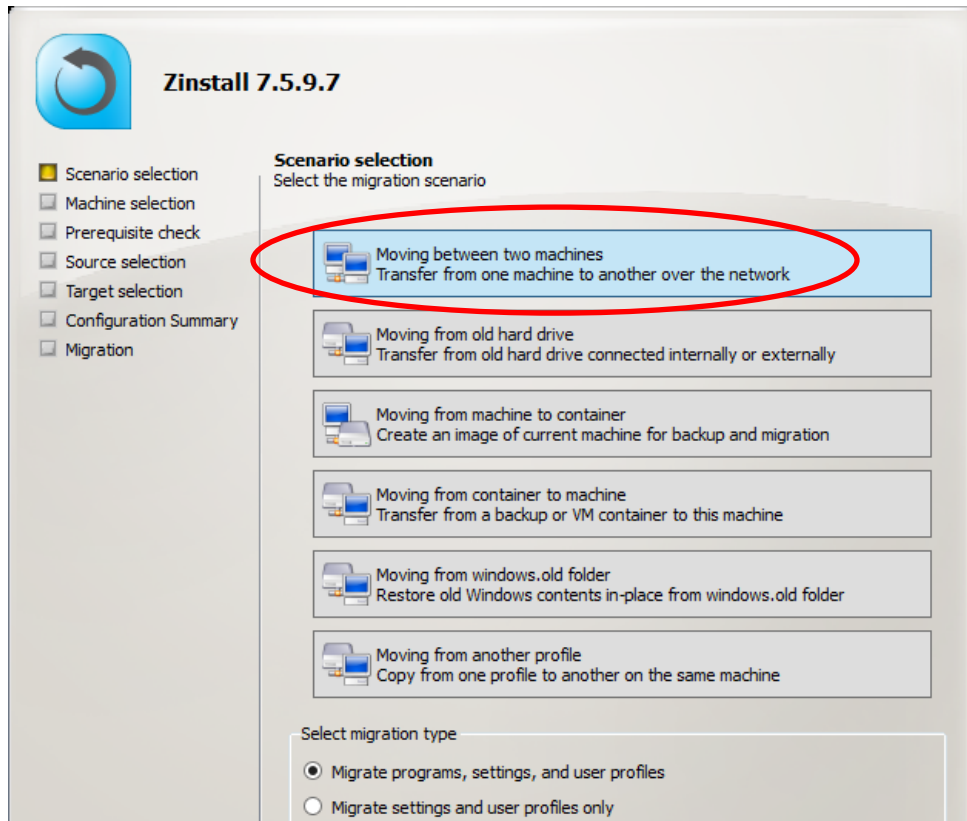 Zinstall 7.5.9.7
Scenario selection
Machine selection
Prerequisite check
Source selection
Target selection
Configuration Summary
Migration
Scenario selection
Select the migration scenario
Moving between two machines
Transfer from one machine to another over the network
Moving from old hard drive
Transfer from old hard drive connected internally or externally
Moving from machine to container
Create an image of current machine for backup and migration
Moving from container to machine
Transfer from a backup or VM container to this machine
Moving from windows.old folder
Restore old Windows contents in-place from windows.old folder
Moving from another profile
Copy from one profile to another on the same machine
Select migration type
Migrate programs, settings, and user profiles
Migrate settings and user profiles only